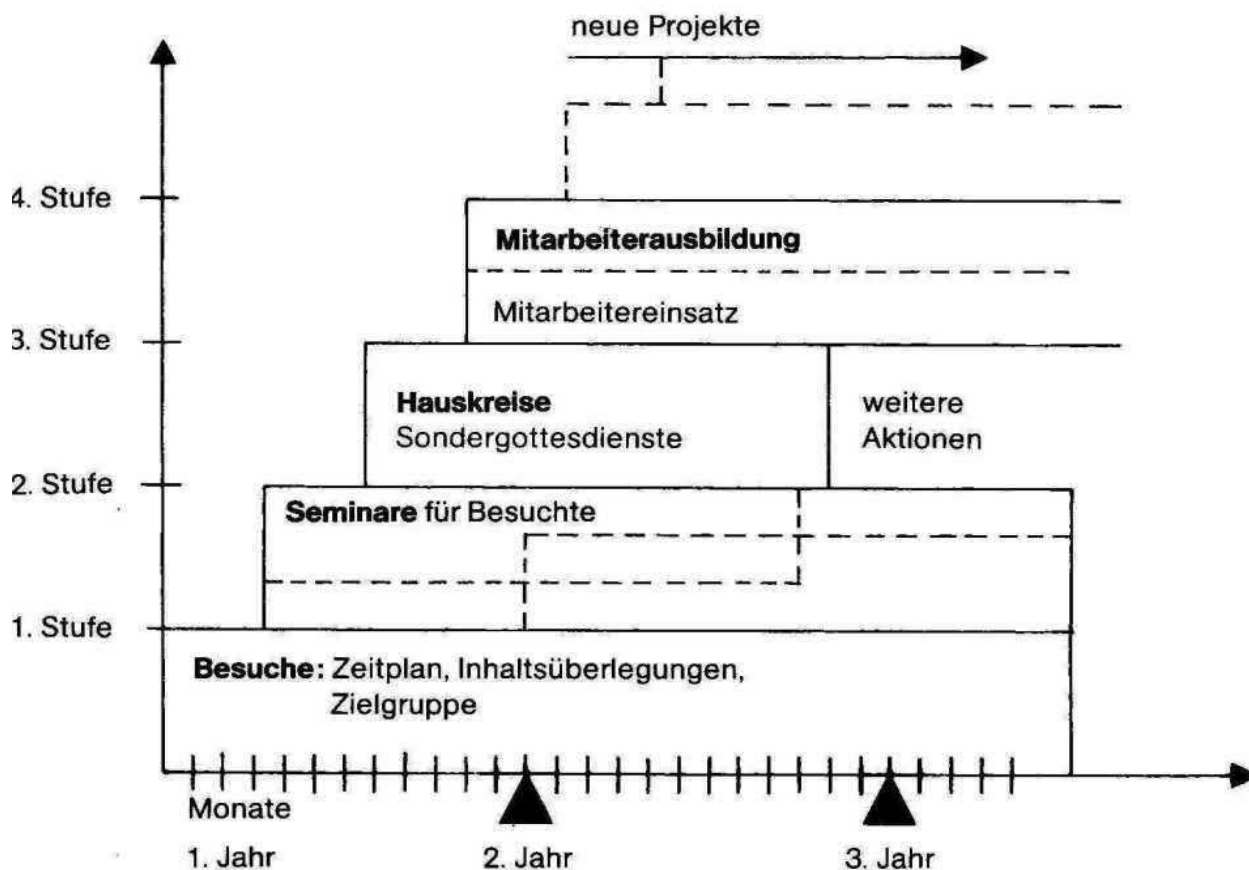 neue Projekte
4. Stufe
Mitarbeiterausbildung
Mitarbeitereinsatz
3. Stufe
Hauskreise
Sondergottesdienste
weitere
Aktionen
2. Stufe
Seminare für Besuchte
1. Stufe
Besuche: Zeitplan, Inhaltsüberlegungen,
Zielgruppe
Monate
1. Jahr
2. Jahr
3. Jahr